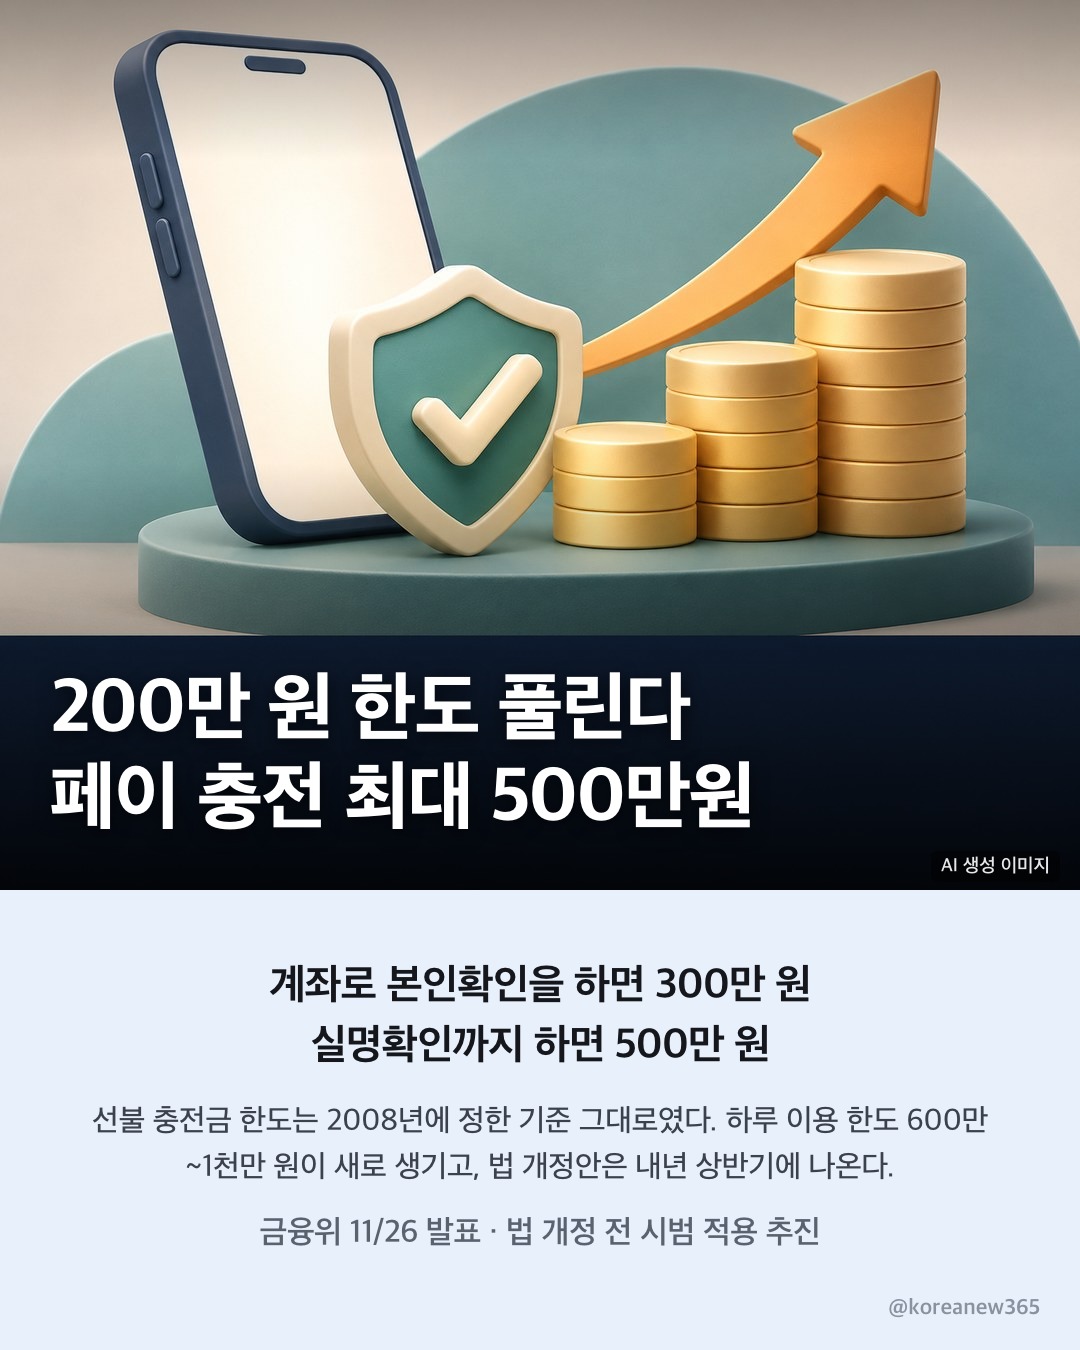 200만 원 한도 풀린다
페이 충전 최대 500만원
AI 생성 이미지
계좌로 본인확인을 하면 300만 원
실명확인까지 하면 500만 원
선불 충전금 한도는 2008년에 정한 기준 그대로였다. 하루 이용 한도 600만
~1천만 원이 새로 생기고, 법 개정안은 내년 상반기에 나온다.
금융위 11/26 발표 · 법 개정 전 시범 적용 추진
@koreanew365